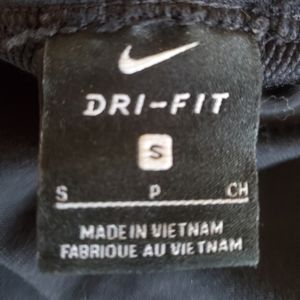 DRI-FIT
S
S P CH
MADE IN VIETNAM
FABRIQUE AU VIETNAM